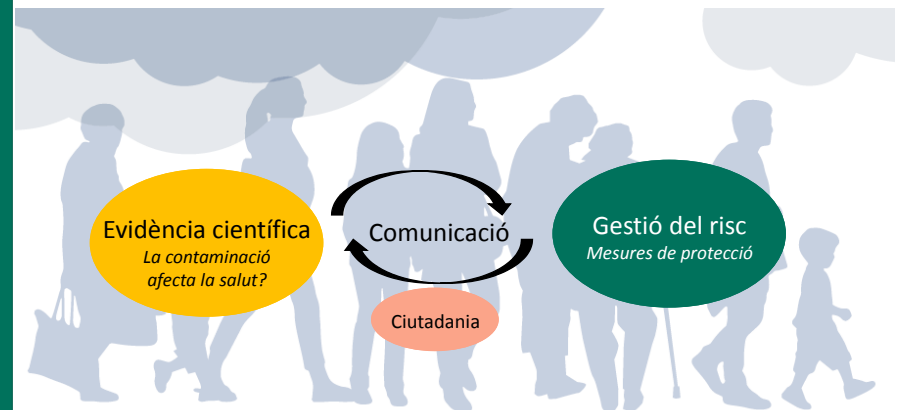 Evidència científica
La contaminació
afecta la salut?
Comunicació
Gestió del risc
Mesures de protecció
Ciutadania